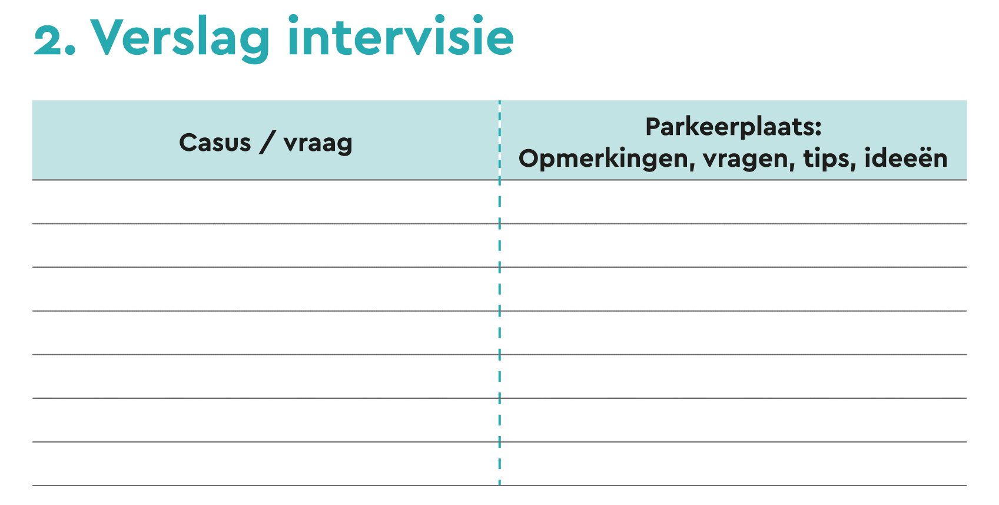 2. Verslag intervisie
Casus / vraag
Parkeerplaats:
Opmerkingen, vragen, tips, ideeën